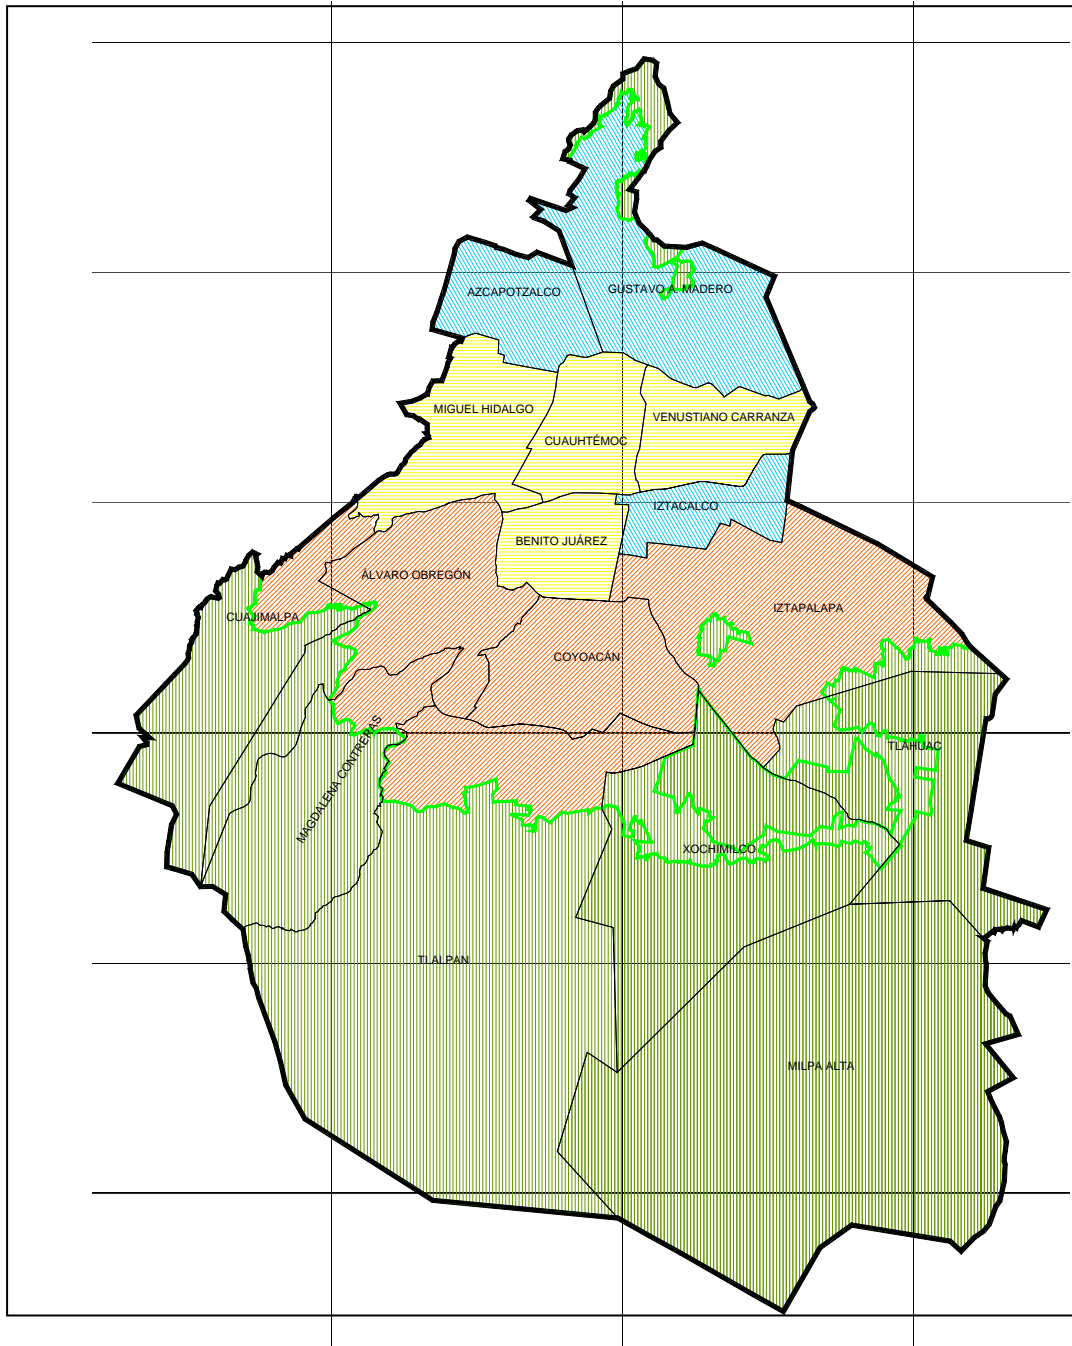 AZCAPOTZALCO
GUSTAVO A. MADERO
MIGUEL HIDALGO
VENUSTIANO CARRANZA
CUAUHTÉMOC
IZTACALCO
BENITO JUÁREZ
ÁLVARO OBREGÓN
IZTAPALAPA
CUAJIMALPA
COYOACÁN
TLAHUAC
MAGDALENA CONTRERAS
XOCHIMILCO
TLALPAN
MILPA ALTA